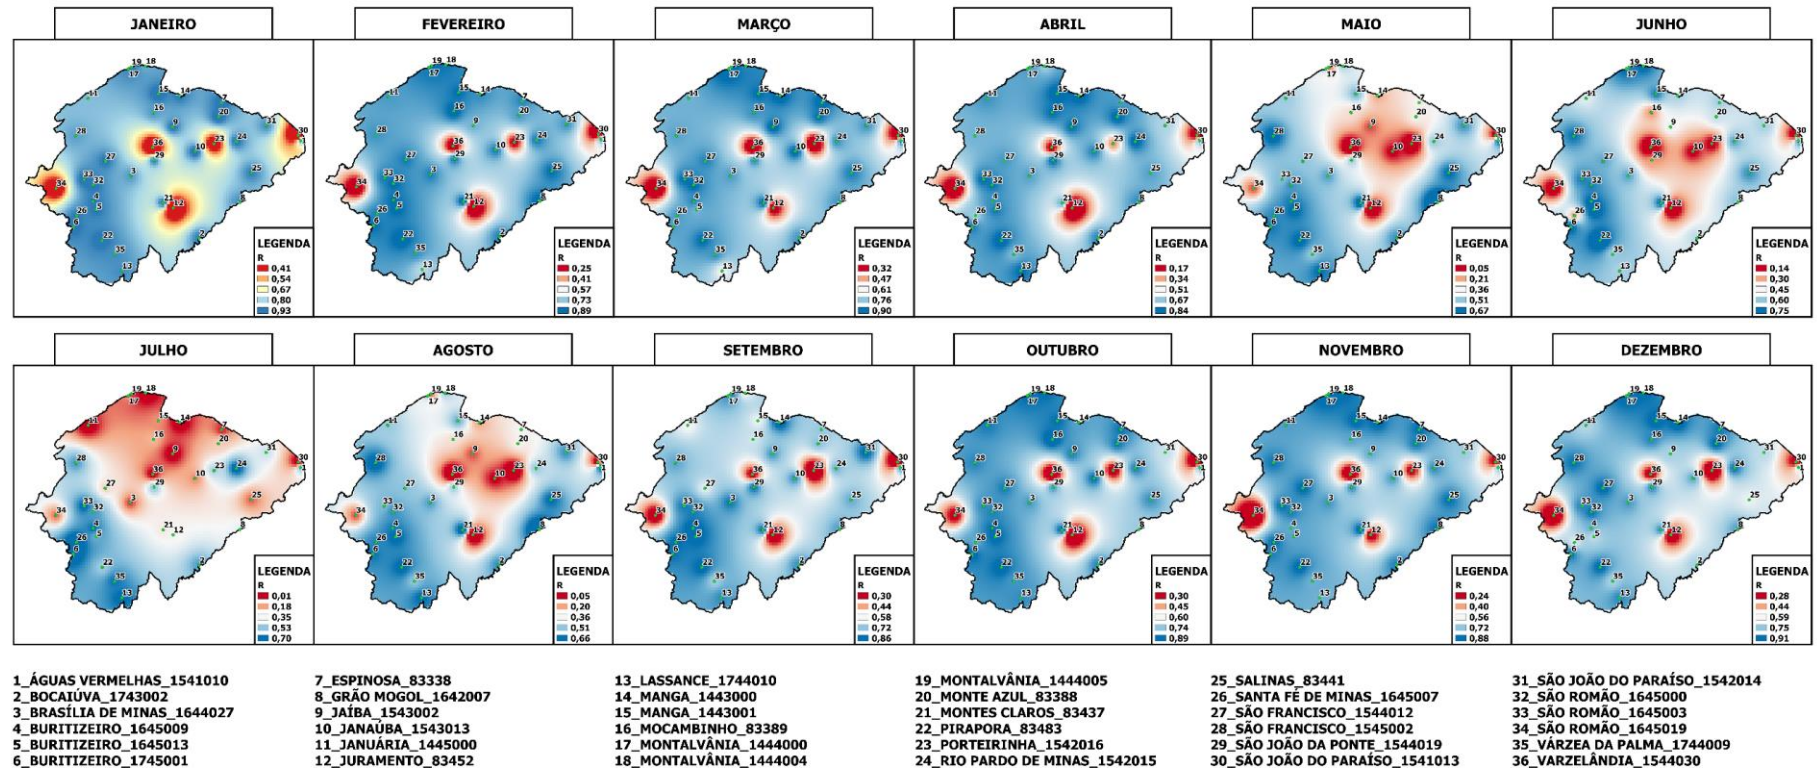 JANEIRO
FEVEREIRO
MARÇO
ABRIL
MAIO
JUNHO
LEGENDA
R
0,41
0,54
0,67
0,80
0,93
LEGENDA
R
0,25
0,41
0,57
0,73
0,89
LEGENDA
R
0,32
0,47
0,61
0,76
0,90
LEGENDA
R
0,17
0,34
0,51
0,67
0,84
LEGENDA
R
0,05
0,21
0,36
0,51
0,67
LEGENDA
R
0,14
0,30
0,45
0,60
0,75
JULHO
AGOSTO
SETEMBRO
OUTUBRO
NOVEMBRO
DEZEMBRO
LEGENDA
R
0,01
0,18
0,35
0,53
0,70
LEGENDA
R
0,05
0,20
0,36
0,51
0,66
LEGENDA
R
0,30
0,44
0,58
0,72
0,86
LEGENDA
R
0,30
0,45
0,60
0,74
0,89
LEGENDA
R
0,24
0,40
0,56
0,72
0,88
LEGENDA
R
0,28
0,44
0,59
0,75
0,91
1_ÁGUAS VERMELHAS_1541010
2_BOCAIÚVA_1743002
3_BRASÍLIA DE MINAS_1644027
4_BURITIZEIRO_1645009
5_BURITIZEIRO_1645013
6_BURITIZEIRO_1745001
7_ESPINOSA_83338
8_GRÃO MOGOL_1642007
9_JAÍBA_1543002
10_JANAÚBA_1543013
11_JANUÁRIA_1445000
12_JURAMENTO_83452
13_LASSANCE_1744010
14_MANGA_1443000
15_MANGA_1443001
16_MOCAMBINHO_83389
17_MONTALVÂNIA_1444000
18_MONTALVÂNIA_1444004
19_MONTALVÂNIA_1444005
20_MONTE AZUL_83388
21_MONTES CLAROS_83437
22_PIRAPORA_83483
23_PORTEIRINHA_1542016
24_RIO PARDO DE MINAS_1542015
25_SALINAS_83441
26_SANTA FÉ DE MINAS_1645007
27_SÃO FRANCISCO_1544012
28_SÃO FRANCISCO_1545002
29_SÃO JOÃO DA PONTE_1544019
30_SÃO JOÃO DO PARAÍSO_1541013
31_SÃO JOÃO DO PARAÍSO_1542014
32_SÃO ROMÃO_1645000
33_SÃO ROMÃO_1645003
34_SÃO ROMÃO_1645019
35_VÁRZEA DA PALMA_1744009
36_VARZELÂNDIA_1544030